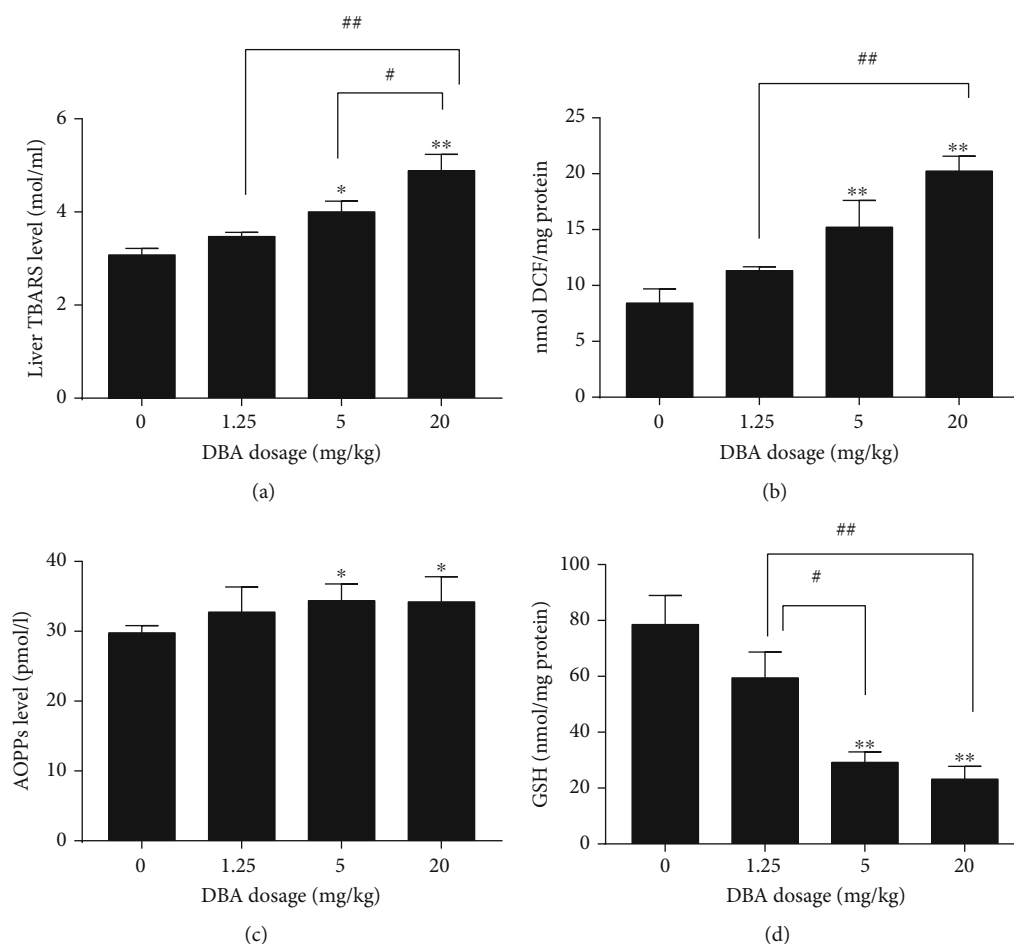 ##
#
**
*
6
4
2
0
Liver TBARS level (mol/ml)
0 1.25 5 20
DBA dosage (mg/kg)
(a)
##
**
**
25
20
15
10
5
0
nmol DCF/mg protein
0 1.25 5 20
DBA dosage (mg/kg)
(b)
* *
40
30
20
10
0
AOPPs level (pmol/l)
0 1.25 5 20
DBA dosage (mg/kg)
(c)
##
#
**
**
100
80
60
40
20
0
GSH (nmol/mg protein)
0 1.25 5 20
DBA dosage (mg/kg)
(d)